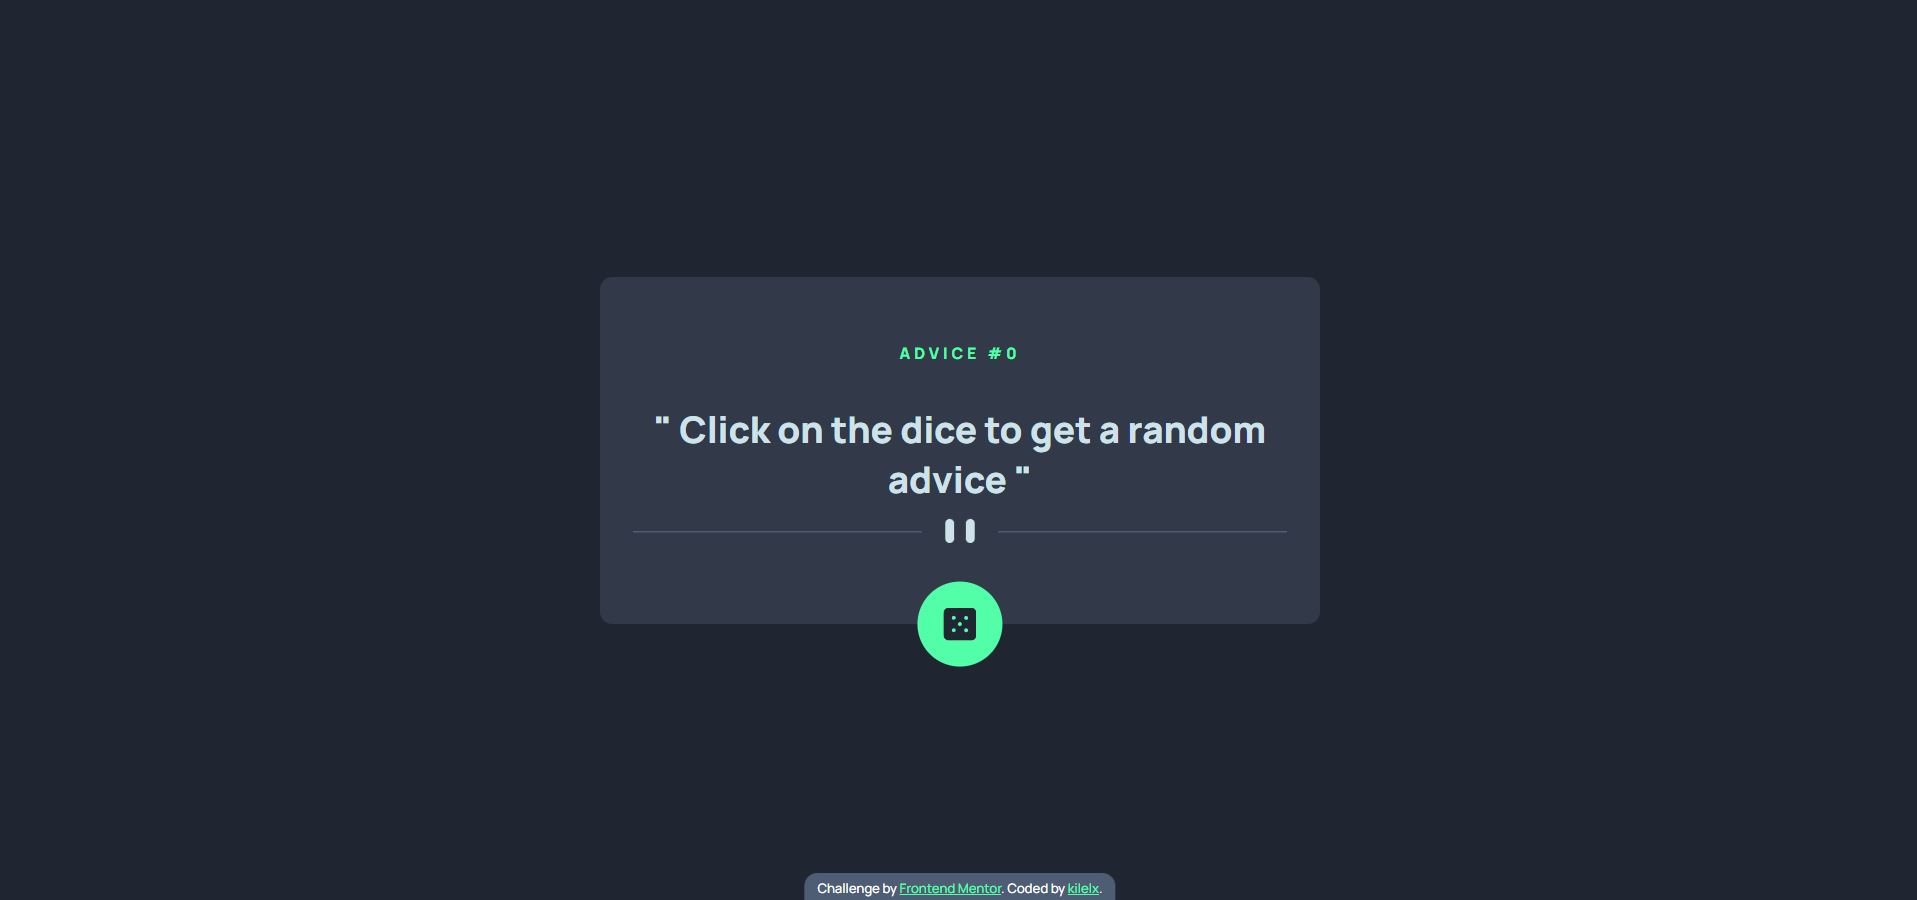 ADVICE #0
" Click on the dice to get a random
advice "
Challenge by Frontend Mentor. Coded by kilelx.